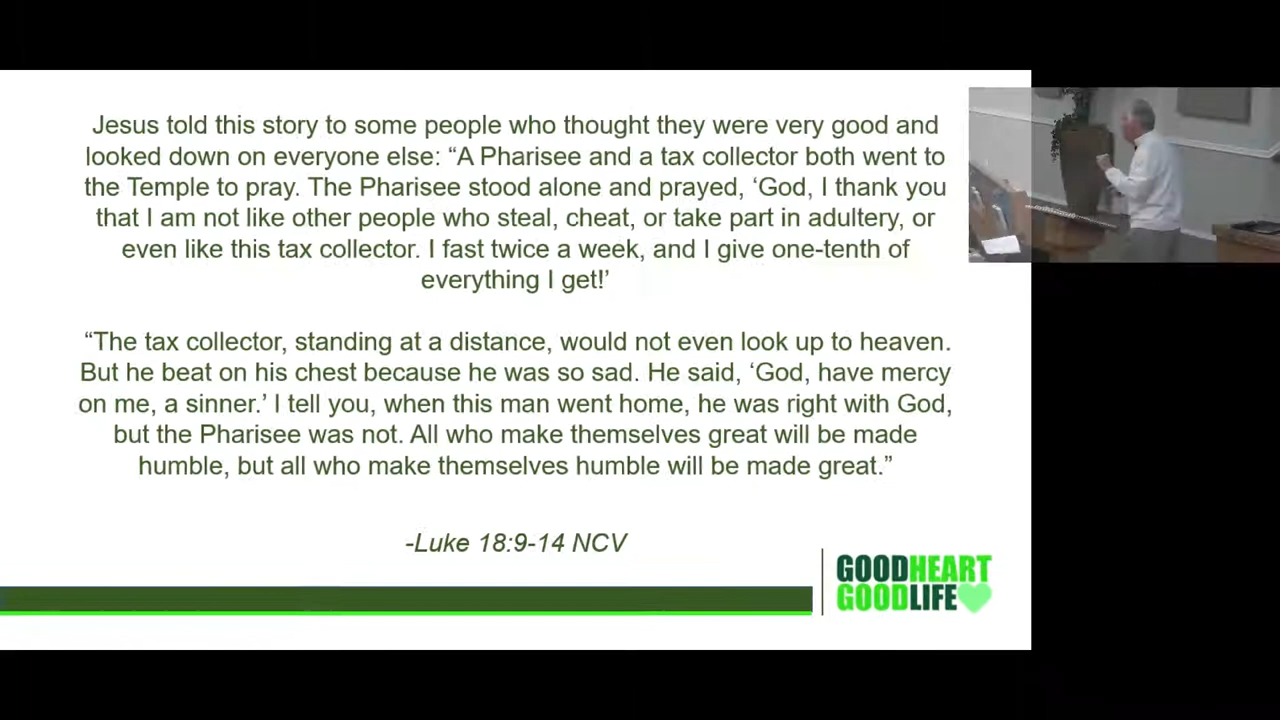 Jesus told this story to some people who thought they were very good and
looked down on everyone else: “A Pharisee and a tax collector both went to
the Temple to pray. The Pharisee stood alone and prayed, ‘God, I thank you
that I am not like other people who steal, cheat, or take part in adultery, or
even like this tax collector. I fast twice a week, and I give one-tenth of
everything I get!’
“The tax collector, standing at a distance, would not even look up to heaven.
But he beat on his chest because he was so sad. He said, ‘God, have mercy
on me, a sinner.’ I tell you, when this man went home, he was right with God,
but the Pharisee was not. All who make themselves great will be made
humble, but all who make themselves humble will be made great.”
-Luke 18:9-14 NCV
GOODHEART
GOODLIFE